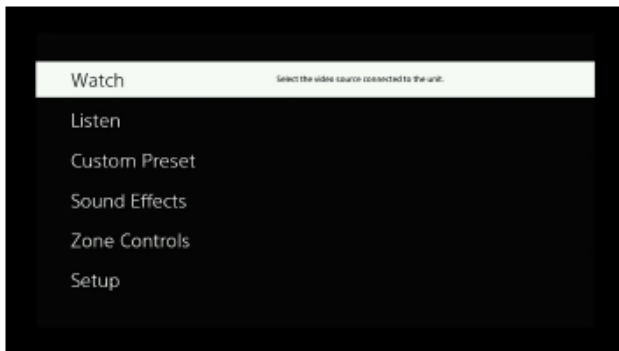 Watch
Select the video source connected to the unit.
Listen
Custom Preset
Sound Effects
Zone Controls
Setup